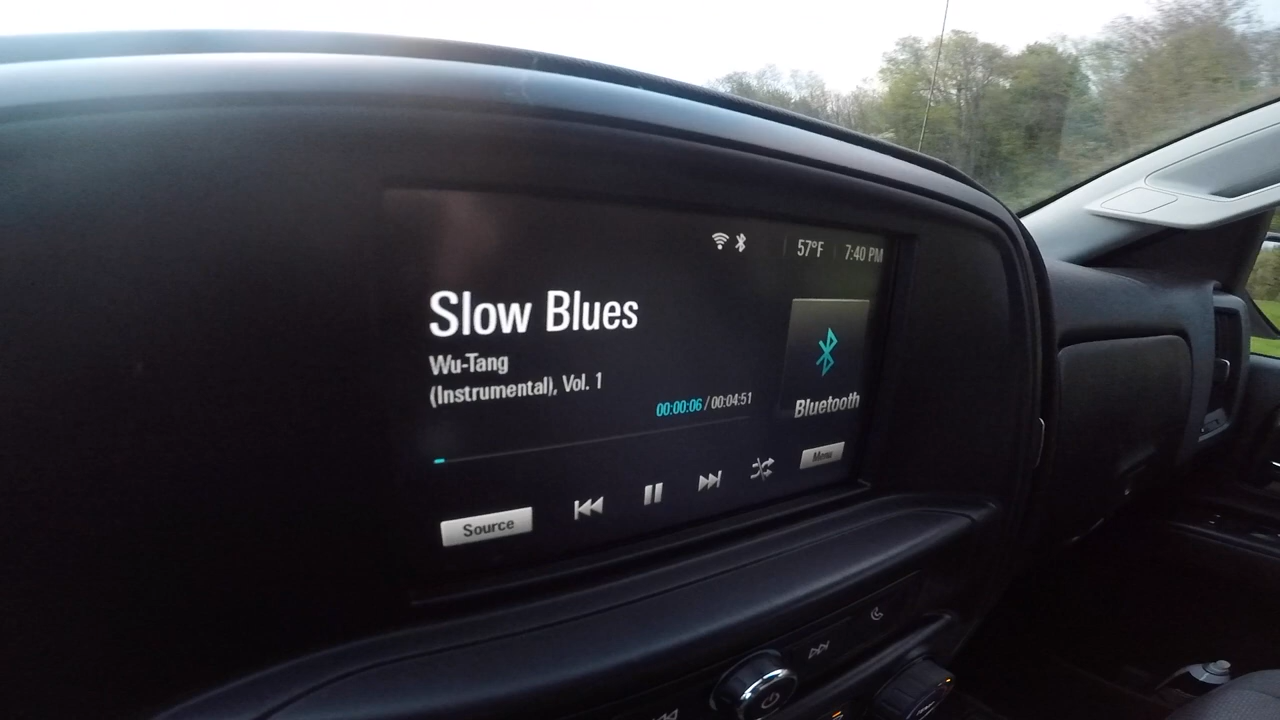 57°F 7:40 PM
Slow Blues
Wu-Tang
(Instrumental), Vol. 1
00:00:06 / 00:04:51
Bluetooth
Menu
Source